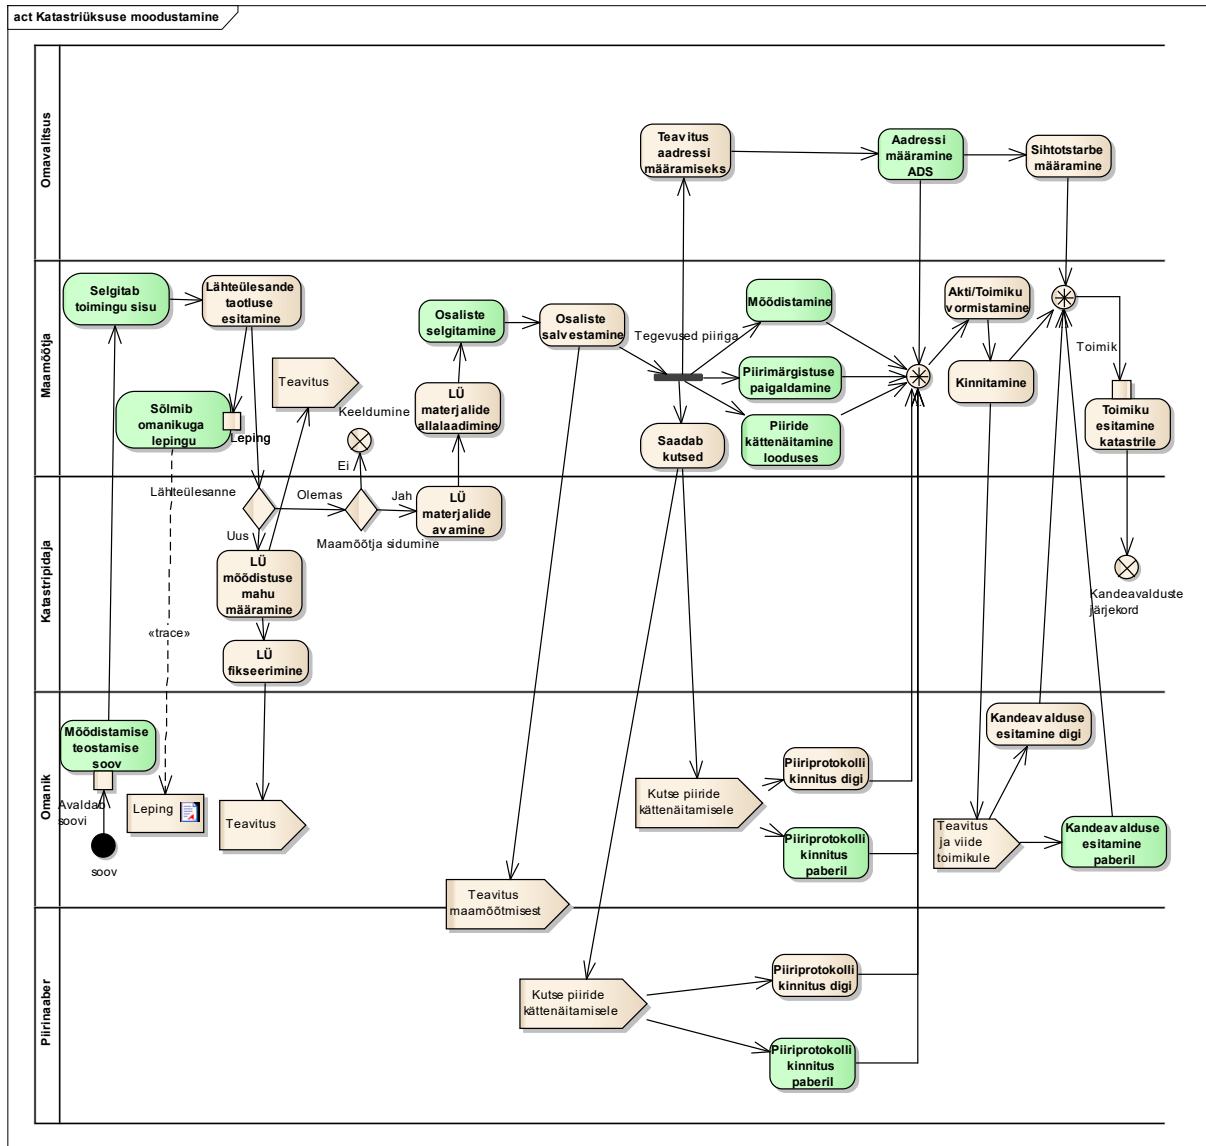 act Katastriüksuse moodustamine
Omavalitsus
Teavitus
aadressi
määramiseks
Aadressi
määramine
ADS
Sihtotstarbe
määramine
Maamõõtja
Selgitab
toimingu sisu
Lähteülesande
taotluse
esitamine
Teavitus
Sõlmib
omanikuga
lepingu
Leping
Keeldumine
Ei
Osaliste
selgitamine
LÜ
materjalide
allalaadimine
Osaliste
salvestamine
Tegevused piiriga
Mõõdistamine
Piirimärgistuse
paigaldamine
Piiride
kättenäitamine
looduses
Saadab
kutsed
Akti/Toimiku
vormistamine
Kinnitamine
Toimik
Toimiku
esitamine
katastrile
Katastripidaja
Lähteülesanne
Olemas
Jah
Uus
Maamõõtja sidumine
LÜ
materjalide
avamine
LÜ
mõõdistuse
mahu
määramine
LÜ
fikseerimine
«trace»
Kandeavalduste
järjekord
Omanik
Mõõdistamise
teostamise
soov
Avaldab
soovi
soov
Leping
Teavitus
Teavitus
maamõõtmisest
Kutse piiride
kättenäitamisele
Piiriprotokolli
kinnitus digi
Piiriprotokolli
kinnitus
paberil
Kandeavalduse
esitamine digi
Teavitus
ja viide
toimikule
Kandeavalduse
esitamine
paberil
Piirinaaber
Kutse piiride
kättenäitamisele
Piiriprotokolli
kinnitus digi
Piiriprotokolli
kinnitus
paberil